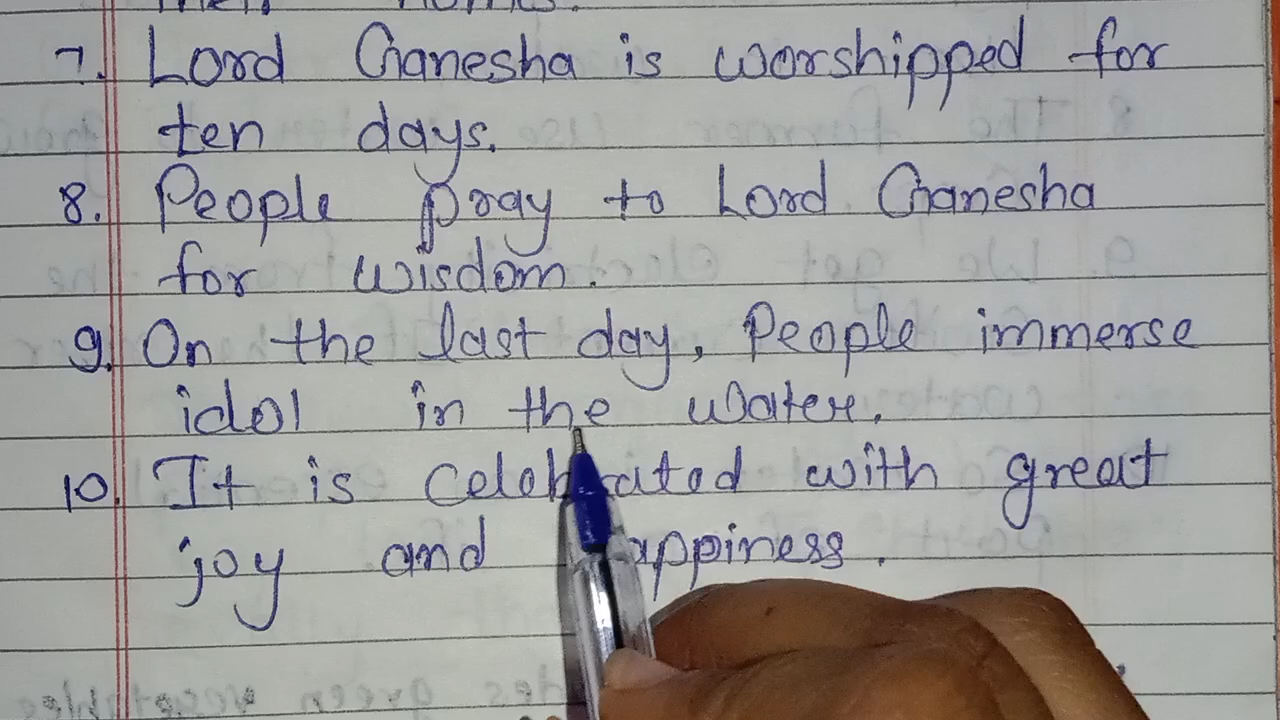 7. Lord Ganesha is worshipped for
ten days.
8. People pray to Lord Ganesha
for wisdom.
9. On the last day, People immerse
idol in the water.
10. It is celebrated with great
joy and happiness.